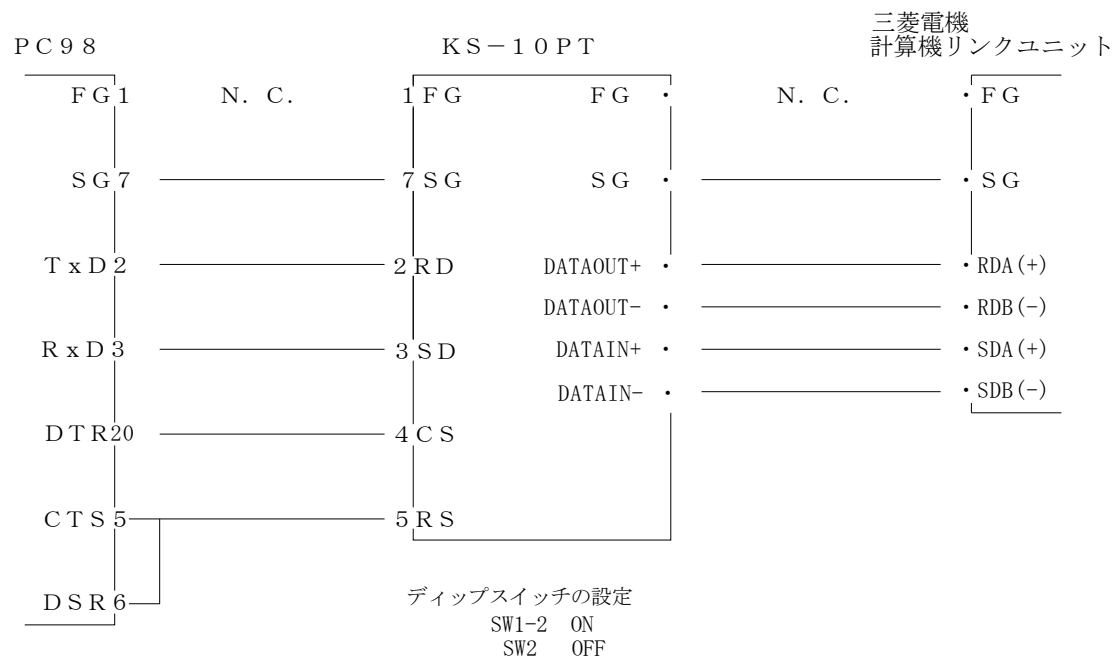 三菱電機
PC98 KS-10PT 計算機リンクユニット
FG1 N.C. 1FG FG・ N.C. ・FG
SG7 7SG SG・ ・SG
TxD2 2RD DATAOUT+・ ・RDA(+)
DATAOUT-・ ・RDB(-)
RxD3 3SD DATAIN+・ ・SDA(+)
DATAIN-・ ・SDB(-)
DTR20 4CS
CTS5 5RS
DSR6
ディップスイッチの設定
SW1-2 ON
SW2 OFF